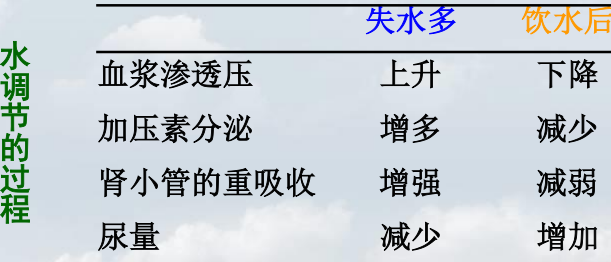 水调节的过程
失水多 饮水后
血浆渗透压 上升 下降
加压素分泌 增多 减少
肾小管的重吸收 增强 减弱
尿量 减少 增加